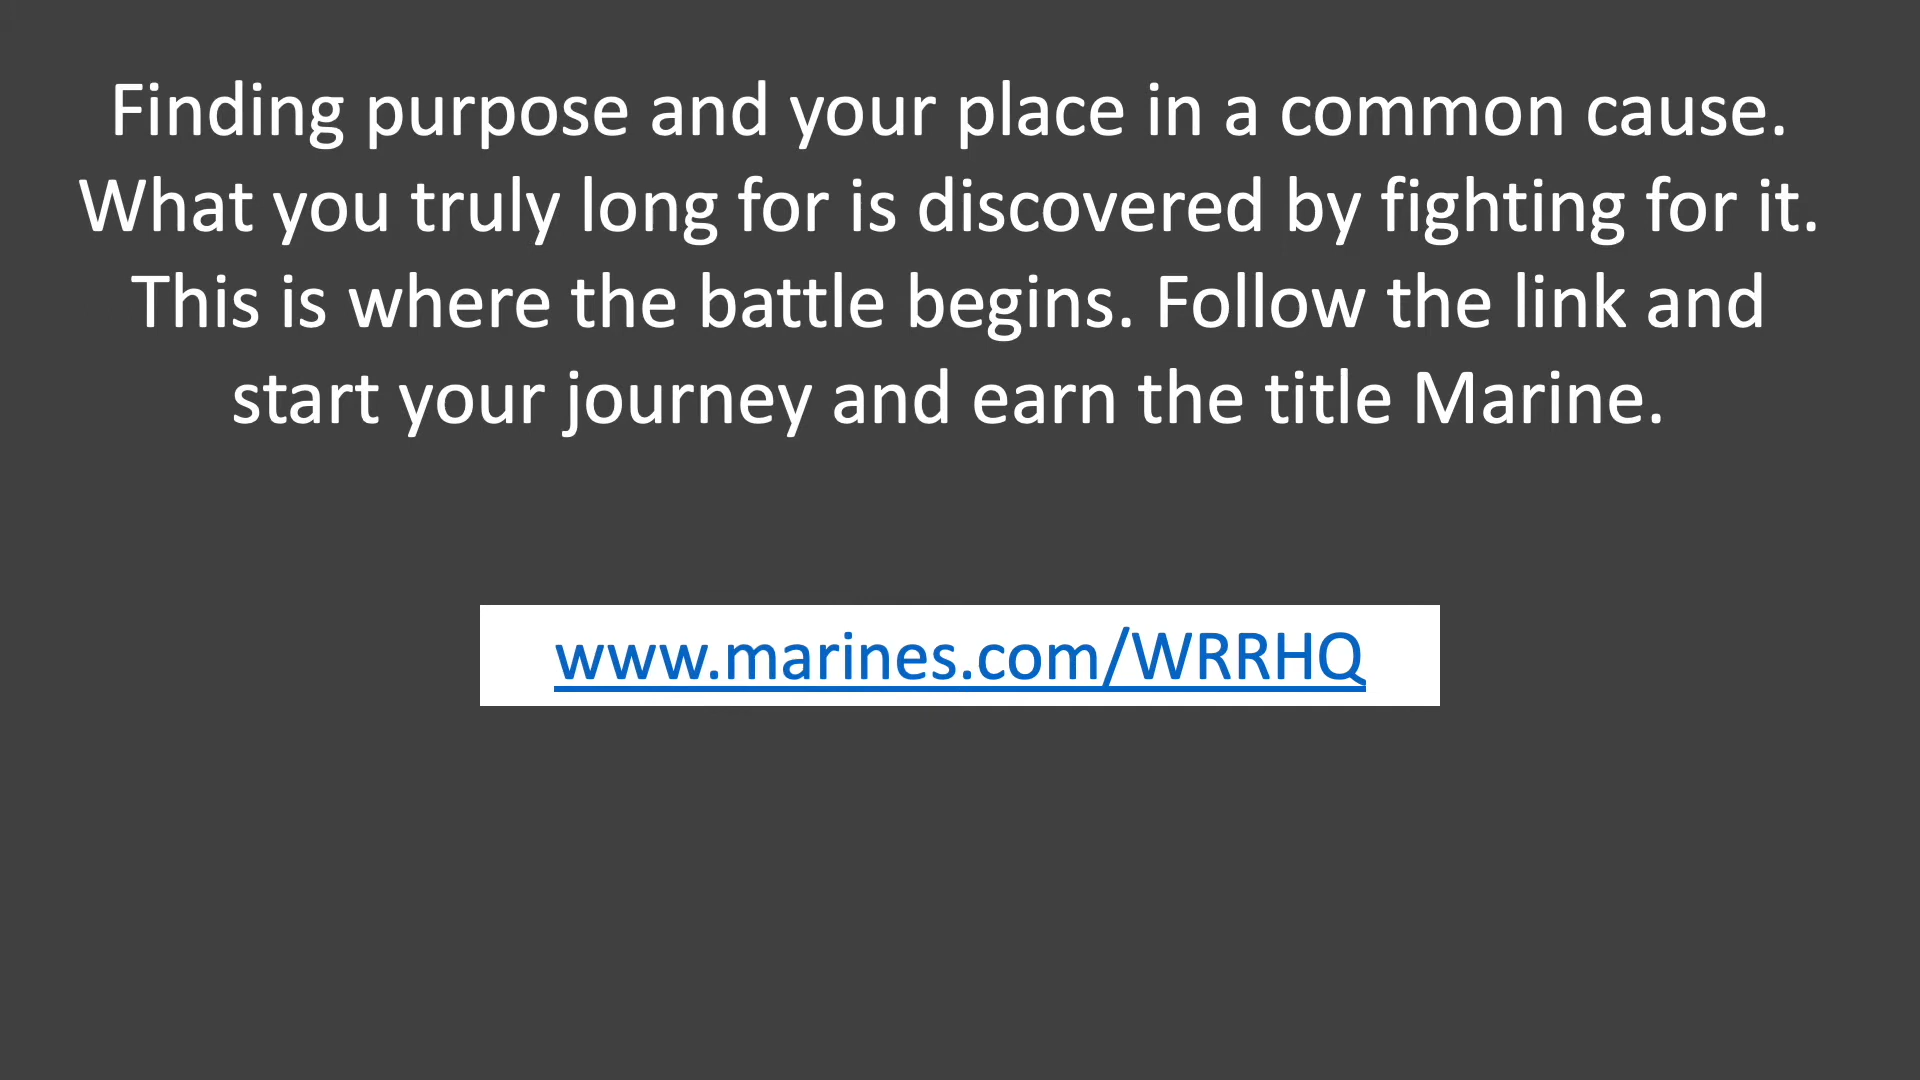 Finding purpose and your place in a common cause.
What you truly long for is discovered by fighting for it.
This is where the battle begins. Follow the link and
start your journey and earn the title Marine.
www.marines.com/WRRHQ